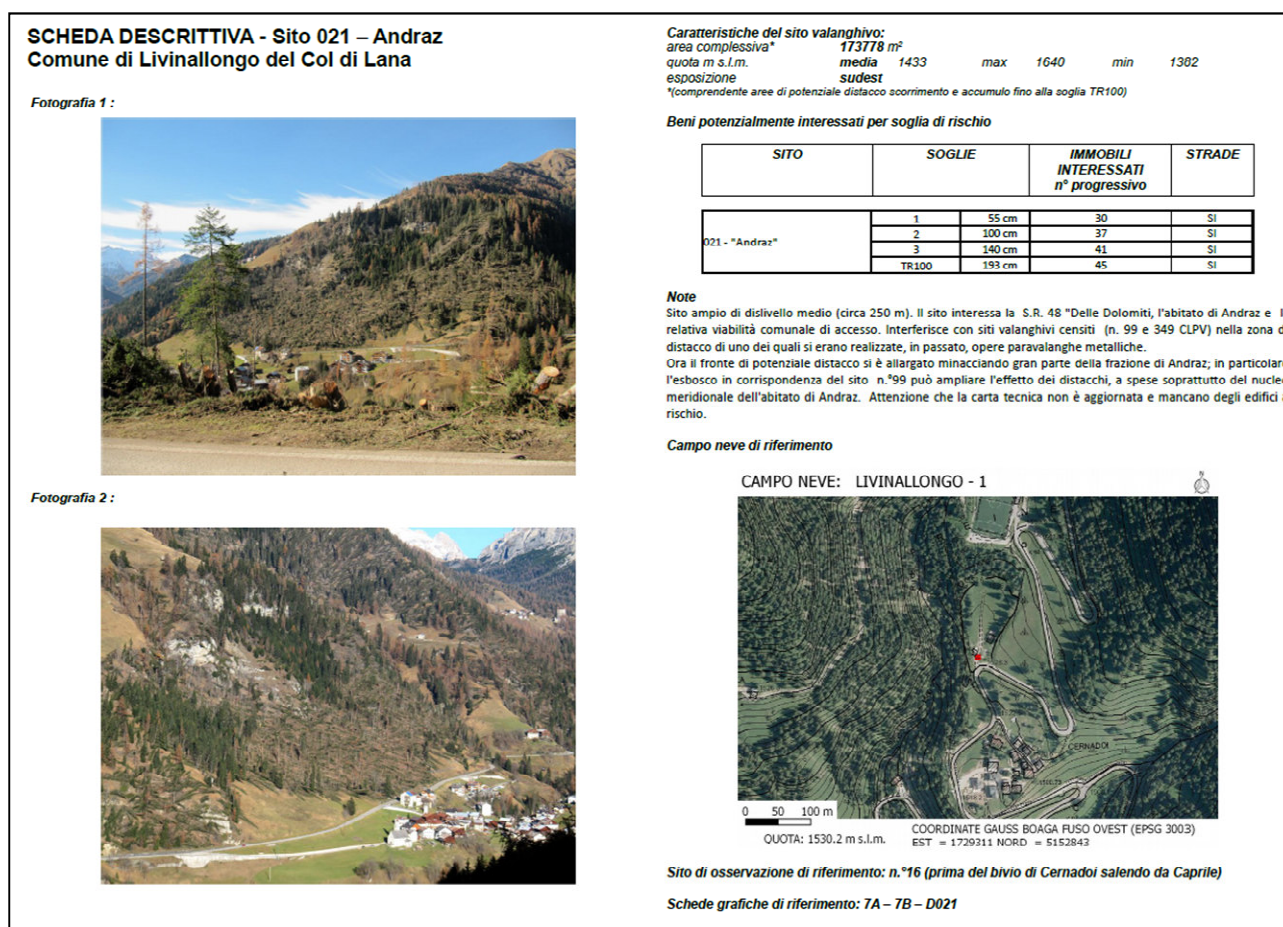 SCHEDA DESCRITTIVA - Sito 021 – Andraz
Comune di Livinallongo del Col di Lana
Fotografia 1 :
Fotografia 2 :
Caratteristiche del sito valanghivo:
area complessiva* 173778 m²
quota m s.l.m. media 1433 max 1640 min 1382
esposizione sudest
*(comprendente aree di potenziale distacco scorrimento e accumulo fino alla soglia TR100)
Beni potenzialmente interessati per soglia di rischio
SITO SOGLIE IMMOBILI INTERESSATI n° progressivo STRADE
021 - "Andraz"
1 55 cm 30 SI
2 100 cm 37 SI
3 140 cm 41 SI
TR100 193 cm 45 SI
Note
Sito ampio di dislivello medio (circa 250 m). Il sito interessa la S.R. 48 "Delle Dolomiti, l'abitato di Andraz e
relativa viabilità comunale di accesso. Interferisce con siti valanghivi censiti (n. 99 e 349 CLPV) nella zona
distacco di uno dei quali si erano realizzate, in passato, opere paravalanghe metalliche.
Ora il fronte di potenziale distacco si è allargato minacciando gran parte della frazione di Andraz; in particolare
l'esbosco in corrispondenza del sito n.°99 può ampliare l'effetto dei distacchi, a spese soprattutto del nucleo
meridionale dell'abitato di Andraz. Attenzione che la carta tecnica non è aggiornata e mancano degli edifici a
rischio.
Campo neve di riferimento
CAMPO NEVE: LIVINALLONGO - 1
N
CERNADOI
0 50 100 m
QUOTA: 1530.2 m s.l.m.
COORDINATE GAUSS BOAGA FUSO OVEST (EPSG 3003)
EST = 1729311 NORD = 5152843
Sito di osservazione di riferimento: n.°16 (prima del bivio di Cernadoi salendo da Caprile)
Schede grafiche di riferimento: 7A – 7B – D021